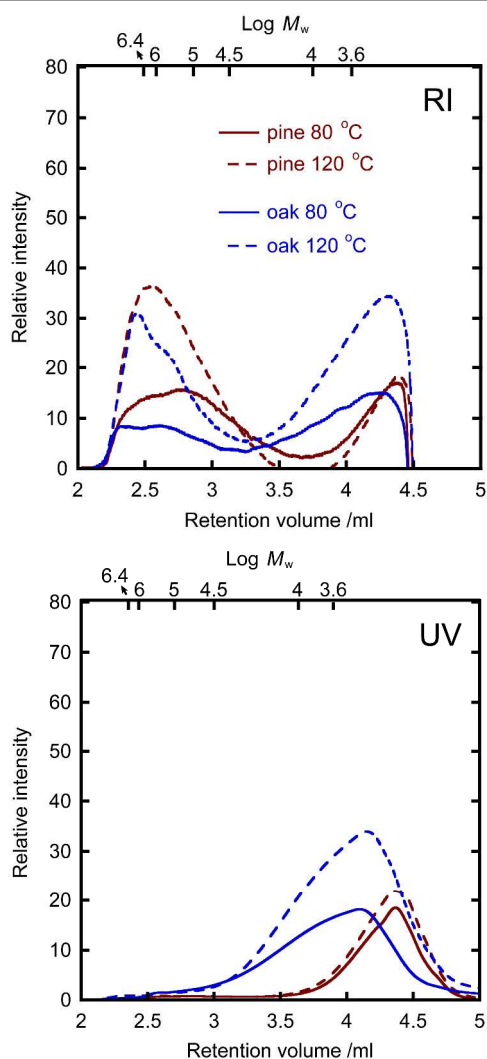 Log Mw
6.4 6 5 4.5 4 3.6
80
70
60
50
40
30
20
10
0
Relative intensity
RI
pine 80 °C
pine 120 °C
oak 80 °C
oak 120 °C
2 2.5 3 3.5 4 4.5 5
Retention volume /ml
Log Mw
6.4 6 5 4.5 4 3.6
80
70
60
50
40
30
20
10
0
Relative intensity
UV
2 2.5 3 3.5 4 4.5 5
Retention volume /ml